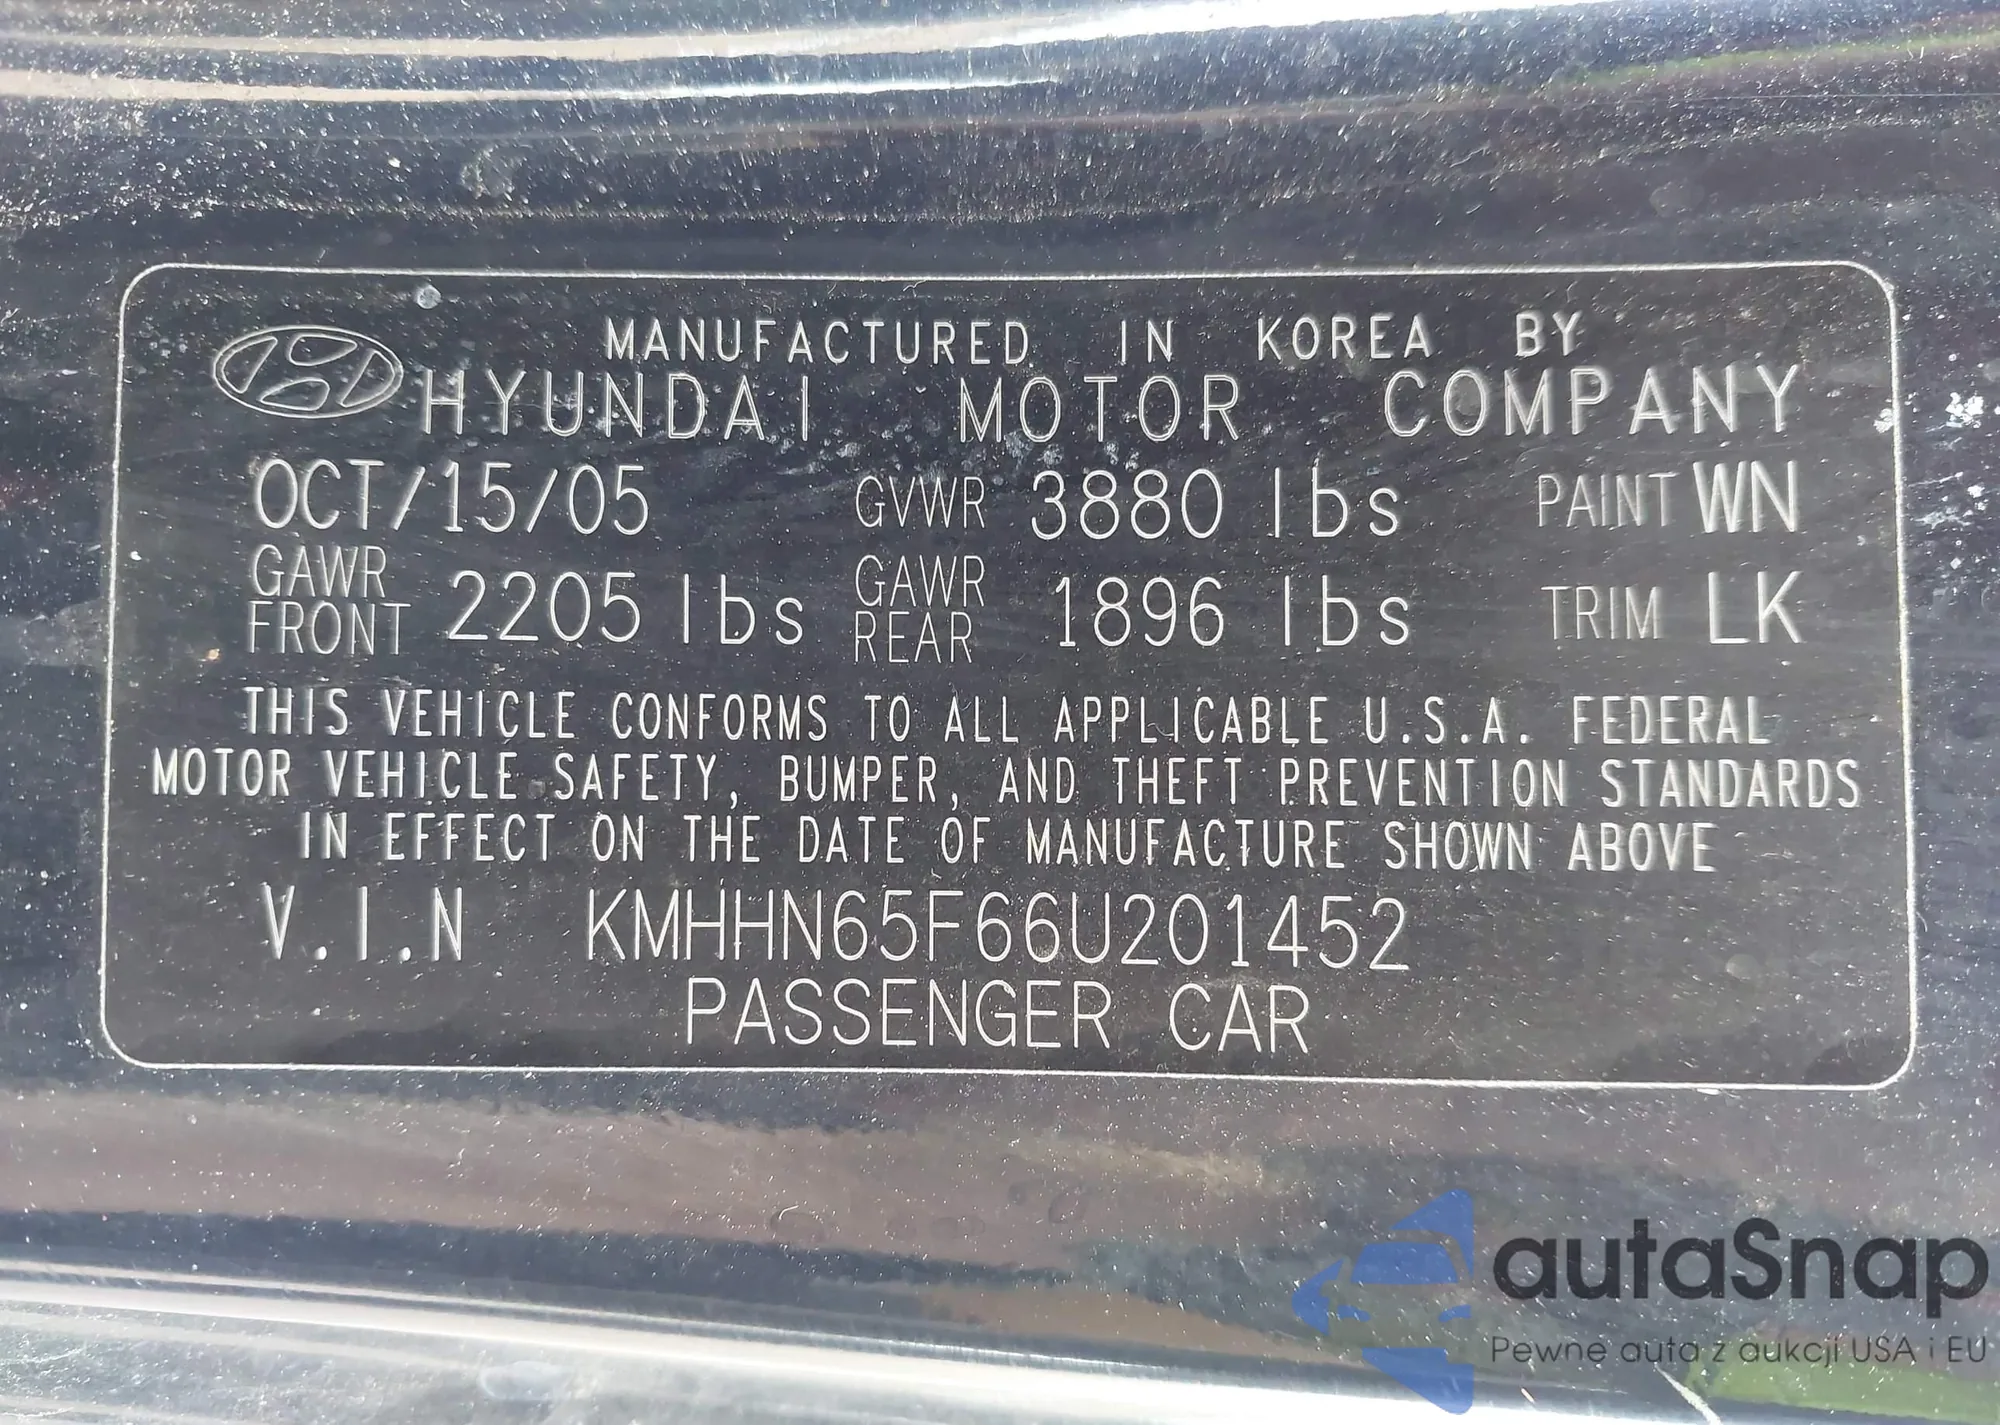 MANUFACTURED IN KOREA BY
HYUNDAI MOTOR COMPANY
OCT/15/05 GVWR 3880 lbs PAINT WN
GAWR FRONT 2205 lbs GAWR REAR 1896 lbs TRIM LK
THIS VEHICLE CONFORMS TO ALL APPLICABLE U.S.A. FEDERAL
MOTOR VEHICLE SAFETY, BUMPER, AND THEFT PREVENTION STANDARDS
IN EFFECT ON THE DATE OF MANUFACTURE SHOWN ABOVE
V.I.N KMHHN65F66U201452
PASSENGER CAR
autaSnap
Pewne auta z aukcji USA i EU